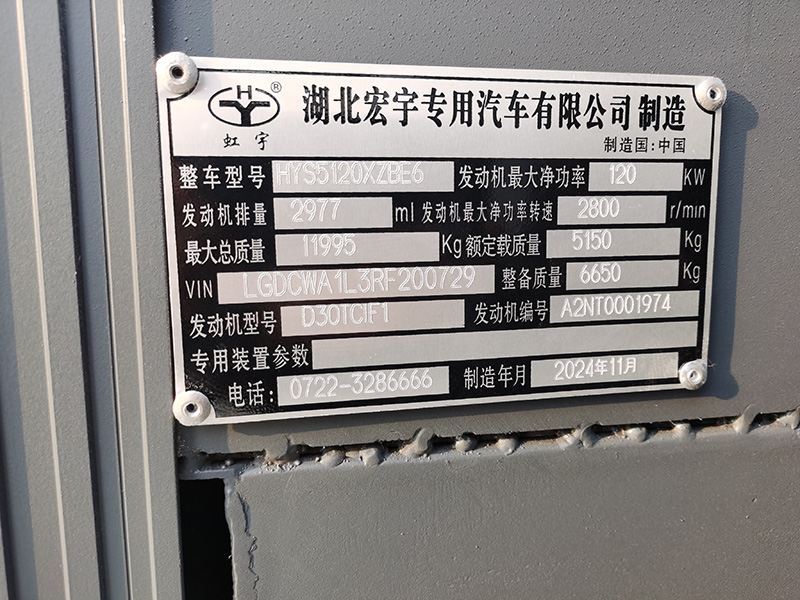 H ®
虹宇
湖北宏宇专用汽车有限公司 制造
制造国:中国
整车型号 HYS5120XZBE6 发动机最大净功率 120 KW
发动机排量 2977 ml 发动机最大净功率转速 2800 r/min
最大总质量 11995 Kg 额定载质量 5150 Kg
VIN LGDCWA1L3RF200729 整备质量 6650 Kg
发动机型号 D30TCIF1 发动机编号 A2NT0001974
专用装置参数
电话: 0722-3286666 制造年月 2024年11月